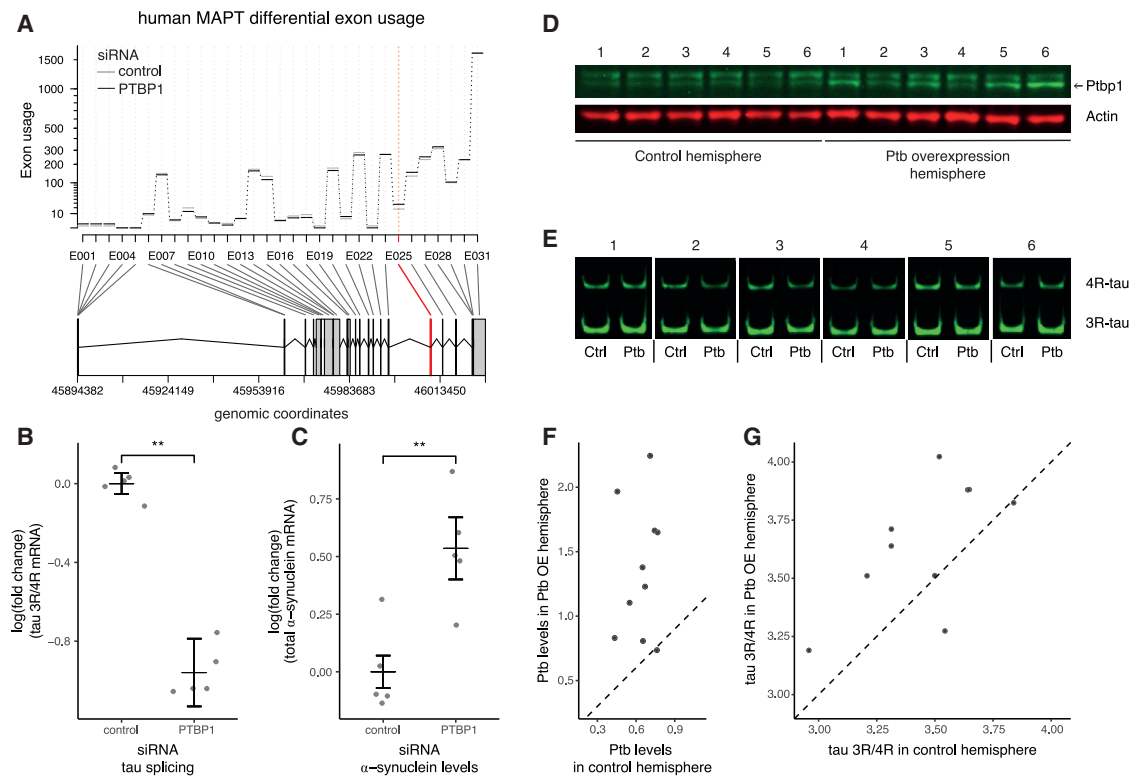 A
human MAPT differential exon usage
siRNA
control
PTBP1
Exon usage
1500
1000
500
300
200
100
10
E001 E004 E007 E010 E013 E016 E019 E022 E025 E028 E031
45894382 45924149 45953916 45983683 46013450
genomic coordinates
B
**
log(fold change)
(tau 3R/4R mRNA)
0.0
−0.4
−0.8
control PTBP1
siRNA
tau splicing
C
**
log(fold change)
(total α−synuclein mRNA)
0.75
0.50
0.25
0.00
control PTBP1
siRNA
α−synuclein levels
D
1 2 3 4 5 6 1 2 3 4 5 6
←Ptbp1
Actin
Control hemisphere
Ptb overexpression
hemisphere
E
1 2 3 4 5 6
4R-tau
3R-tau
Ctrl Ptb Ctrl Ptb Ctrl Ptb Ctrl Ptb Ctrl Ptb Ctrl Ptb
F
Ptb levels in Ptb OE hemisphere
2.5
2.0
1.5
1.0
0.5
0.3 0.6 0.9
Ptb levels
in control hemisphere
G
tau 3R/4R in Ptb OE hemisphere
4.00
3.75
3.50
3.25
3.00
3.00 3.25 3.50 3.75 4.00
tau 3R/4R in control hemisphere